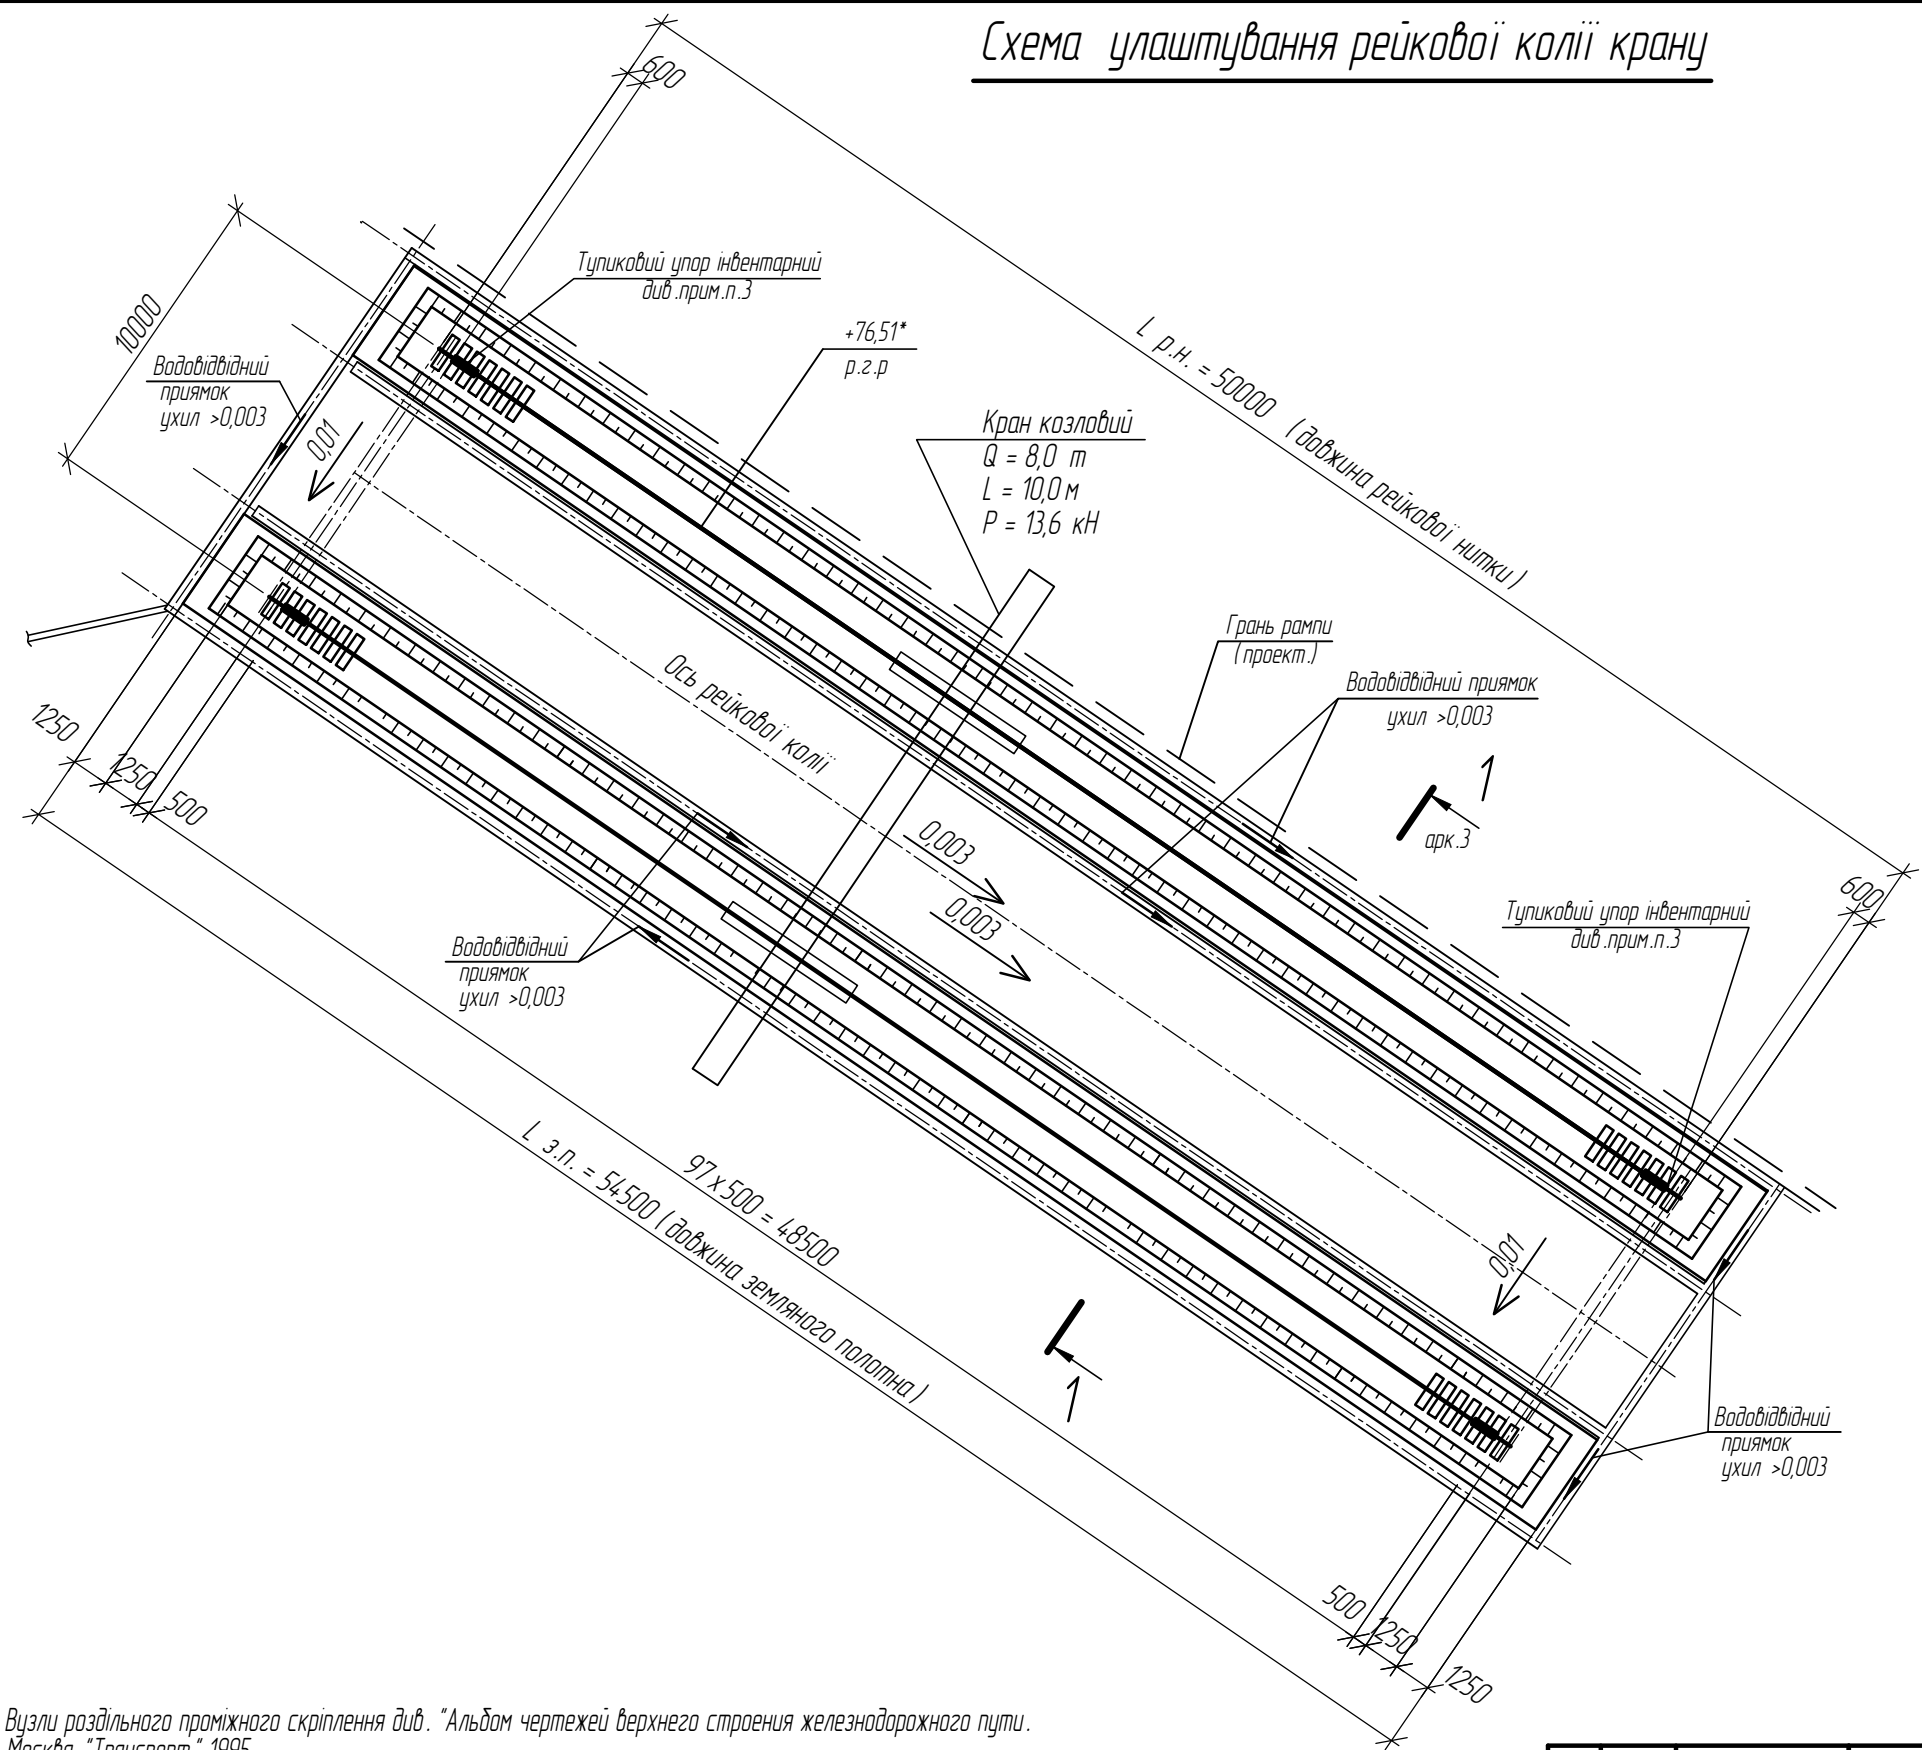 Схема улаштування рейкової колії крану
600
Тупиковий упор інвентарний
див.прим.п.3
10000
+76,51*
р.г.р
L р.н. = 50000 (довжина рейкової нитки)
Водовідвідний
приямок
ухил >0,003
0,01
Кран козловий
Q = 8,0 т
L = 10,0 м
P = 13,6 кН
Грань рампи
(проект.)
Ось рейкової колії
Водовідвідний приямок
ухил >0,003
1
арк.3
1250
1250
500
0,003
0,003
600
Тупиковий упор інвентарний
див.прим.п.3
Водовідвідний
приямок
ухил >0,003
97 х 500 = 48500
L з.п. = 54500 (довжина земляного полотна)
0,01
1
Водовідвідний
приямок
ухил >0,003
500
1250
1250
Вузли роздільного проміжного скріплення див. "Альбом чертежей верхнего строения железнодорожного пути.
Москва. "Транспорт." 1995